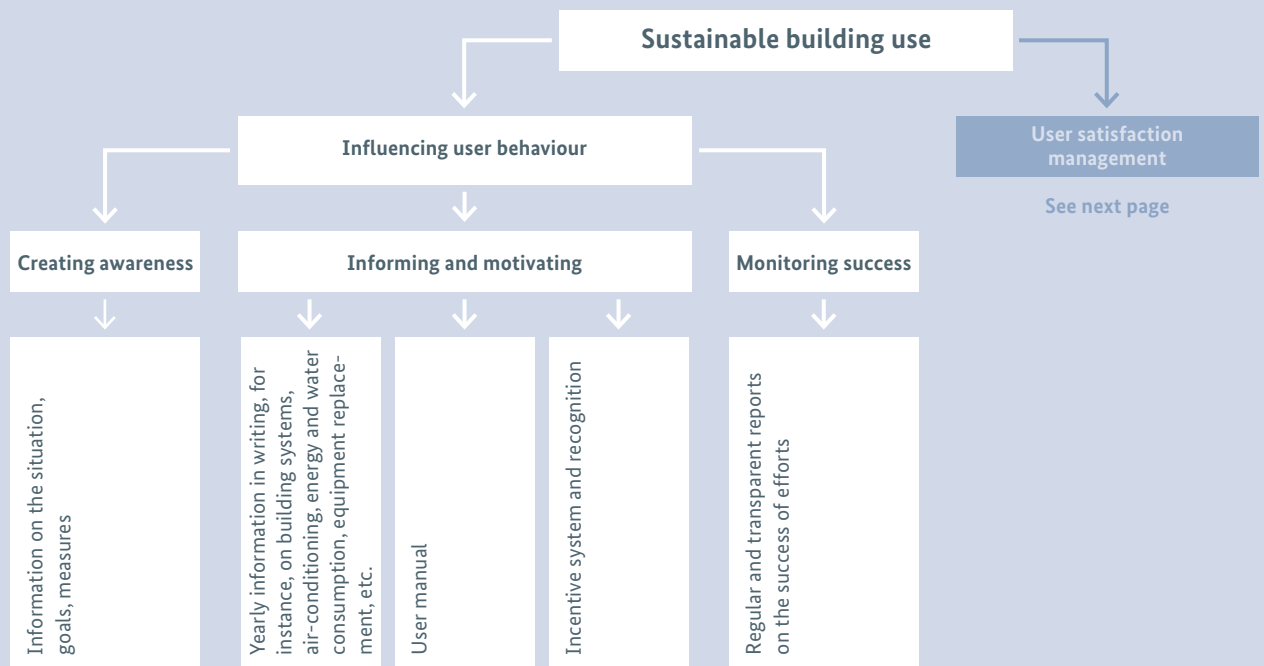 Sustainable building use
Influencing user behaviour
User satisfaction
management
See next page
Creating awareness
Informing and motivating
Monitoring success
Information on the situation,
goals, measures
Yearly information in writing, for
instance, on building systems,
air-conditioning, energy and water
consumption, equipment replace-
ment, etc.
User manual
Incentive system and recognition
Regular and transparent reports
on the success of efforts